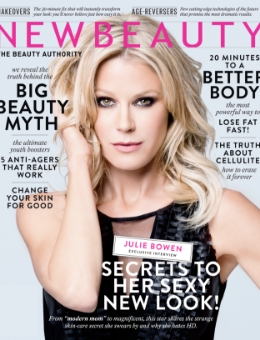 MAKEOVERS
The foremost fix that will instantly transform
your look, you'll never believe just how easy it is.
AGE-REVERSERS
Five cutting-edge technologies of the future
that promise the most dramatic results.
NEWBEAUTY
THE BEAUTY AUTHORITY
we reveal the
truth behind the
BIG
BEAUTY
MYTH
the ultimate
youth boosters
5 ANTI-AGERS
THAT REALLY
WORK
CHANGE
YOUR SKIN
FOR GOOD
20 MINUTES
TO A
BETTER
BODY
the most
powerful way to
LOSE FAT
FAST!
THE TRUTH
ABOUT
CELLULITE
how to erase
it forever
JULIE BOWEN
EXCLUSIVE INTERVIEW
SECRETS TO
HER SEXY
NEW LOOK!
From "modern mom" to magnificent, this star shares the strange
skin-care secret she swears by and why she hates HD.